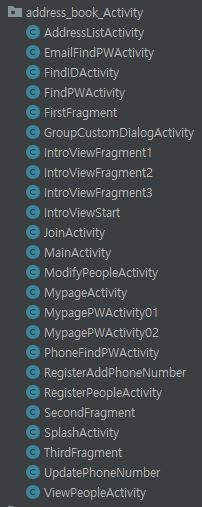 address_book_Activity
AddressListActivity
EmailFindPWActivity
FindIDActivity
FindPWActivity
FirstFragment
GroupCustomDialogActivity
IntroViewFragment1
IntroViewFragment2
IntroViewFragment3
IntroViewStart
JoinActivity
MainActivity
ModifyPeopleActivity
MypageActivity
MypagePWActivity01
MypagePWActivity02
PhoneFindPWActivity
RegisterAddPhoneNumber
RegisterPeopleActivity
SecondFragment
SplashActivity
ThirdFragment
UpdatePhoneNumber
ViewPeopleActivity